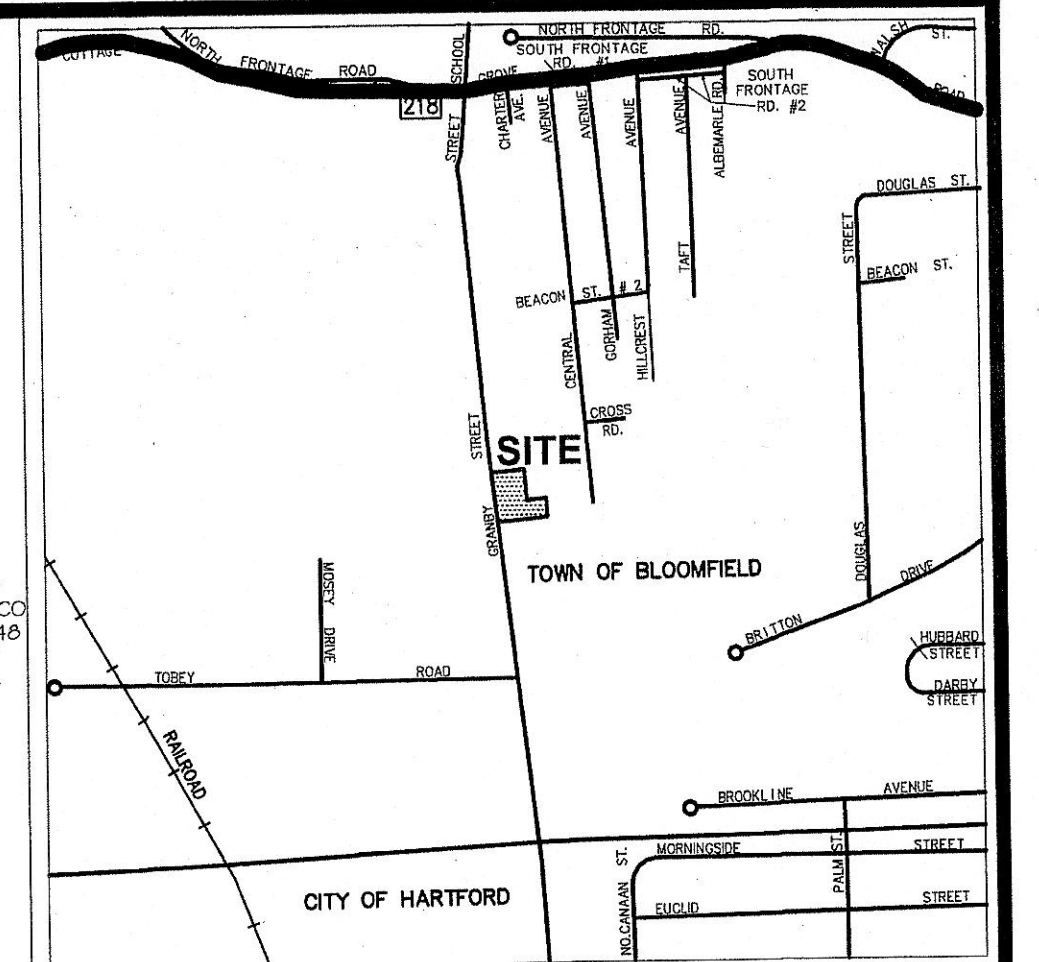 NORTH FRONTAGE RD.
ST.
COTTAGE
NORTH
FRONTAGE
ROAD
SCHOOL
STREET
SOUTH FRONTAGE
RD. #1
GROVE
ROAD
218
CHARTER
AVE.
AVENUE
AVENUE
AVENUE
AVENUE
ALBEMARLE RD.
SOUTH
FRONTAGE
RD. #2
DOUGLAS ST.
STREET
BEACON ST.
TAFT
BEACON ST. # 2
GORHAM
HILLCREST
CENTRAL
CROSS
RD.
STREET
SITE
GRANBY
TOWN OF BLOOMFIELD
DOUGLAS
DRIVE
BRITTON
MOSEY DRIVE
CO
48
HUBBARD
STREET
DARBY
STREET
TOBEY
ROAD
RAILROAD
BROOKLINE
AVENUE
MORNINGSIDE
STREET
PALM ST.
CITY OF HARTFORD
NO.CANAAN ST.
EUCLID
STREET